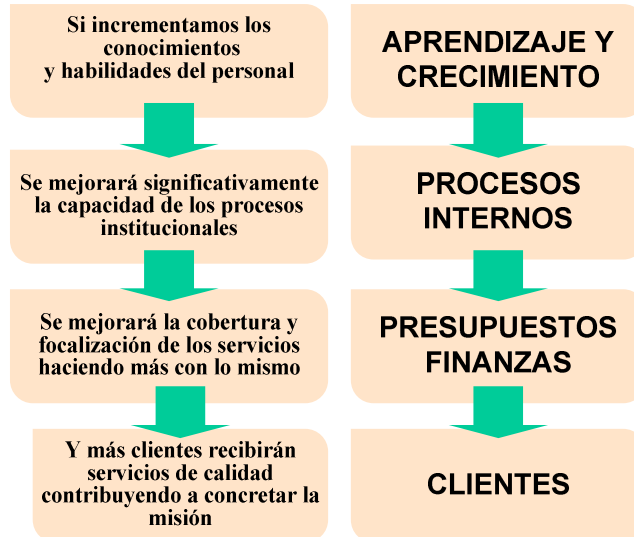 Si incrementamos los
conocimientos
y habilidades del personal
APRENDIZAJE Y
CRECIMIENTO
Se mejorará significativamente
la capacidad de los procesos
institucionales
PROCESOS
INTERNOS
Se mejorará la cobertura y
focalización de los servicios
haciendo más con lo mismo
PRESUPUESTOS
FINANZAS
Y más clientes recibirán
servicios de calidad
contribuyendo a concretar la
misión
CLIENTES